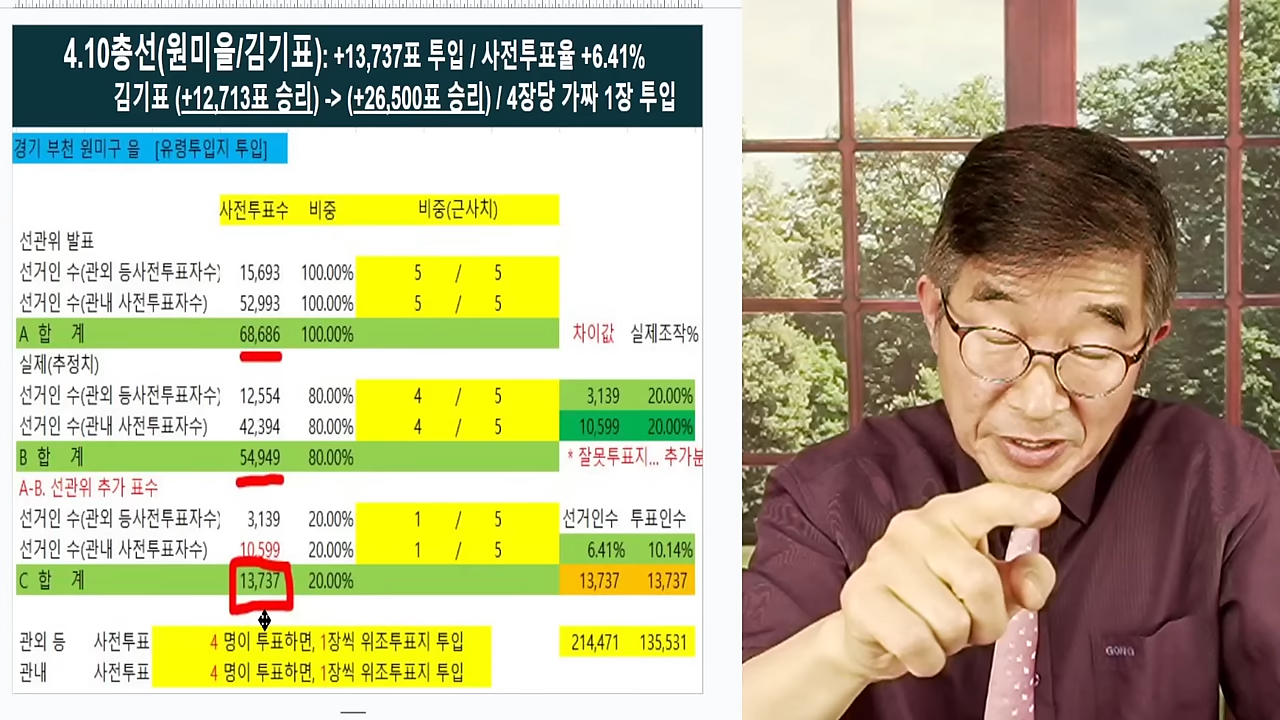 4.10총선(원미을/김기표): +13,737표 투입 / 사전투표율 +6.41%
김기표 (+12,713표 승리) -> (+26,500표 승리) / 4장당 가짜 1장 투입
경기 부천 원미구 을 [유령투입지 투입]
사전투표수 비중 비중(근사치)
선관위 발표
선거인 수(관외 등사전투표자수) 15,693 100.00% 5 / 5
선거인 수(관내 사전투표자수) 52,993 100.00% 5 / 5
A 합 계 68,686 100.00% 차이값 실제조작%
실제(추정치)
선거인 수(관외 등사전투표자수) 12,554 80.00% 4 / 5 3,139 20.00%
선거인 수(관내 사전투표자수) 42,394 80.00% 4 / 5 10,599 20.00%
B 합 계 54,949 80.00% * 잘못투표지... 추가분
A-B. 선관위 추가 표수
선거인 수(관외 등사전투표자수) 3,139 20.00% 1 / 5 선거인수 투표인수
선거인 수(관내 사전투표자수) 10,599 20.00% 1 / 5 6.41% 10.14%
C 합 계 13,737 20.00% 13,737 13,737
관외 등 사전투표 4 명이 투표하면, 1장씩 위조투표지 투입 214,471 135,531
관내 사전투표 4 명이 투표하면, 1장씩 위조투표지 투입
GONG